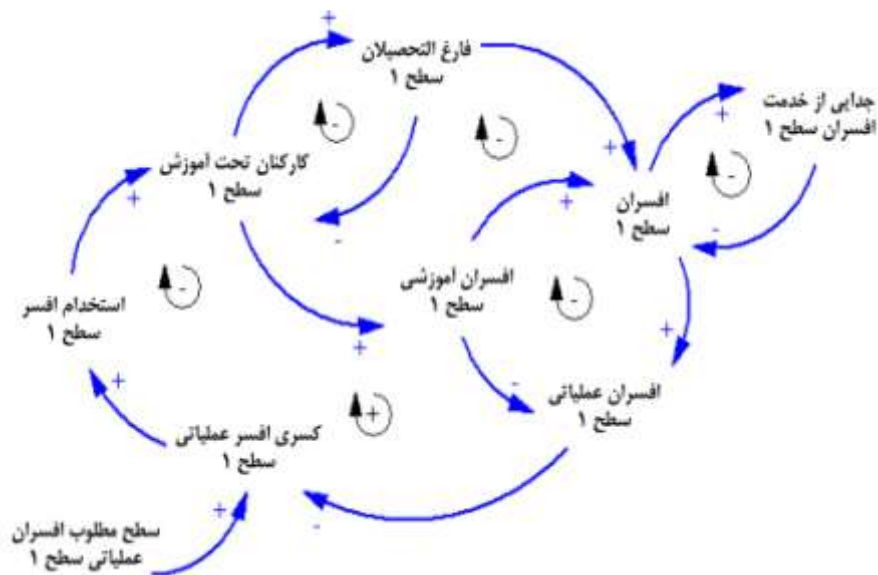 فارغ التحصیلان
سطح ۱
جدایی از خدمت
افسران سطح ۱
کارکنان تحت آموزش
سطح ۱
افسران
سطح ۱
افسران آموزشی
سطح ۱
استخدام افسر
سطح ۱
افسران عملیاتی
سطح ۱
کسری افسر عملیاتی
سطح ۱
سطح مطلوب افسران
عملیاتی سطح ۱